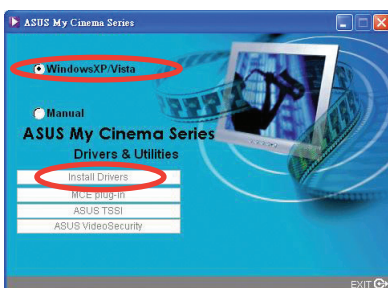 ASUS My Cinema Series
WindowsXP/Vista
Manual
ASUS My Cinema Series
Drivers & Utilities
Install Drivers
MCE plug-in
ASUS TSSI
ASUS VideoSecurity
EXIT